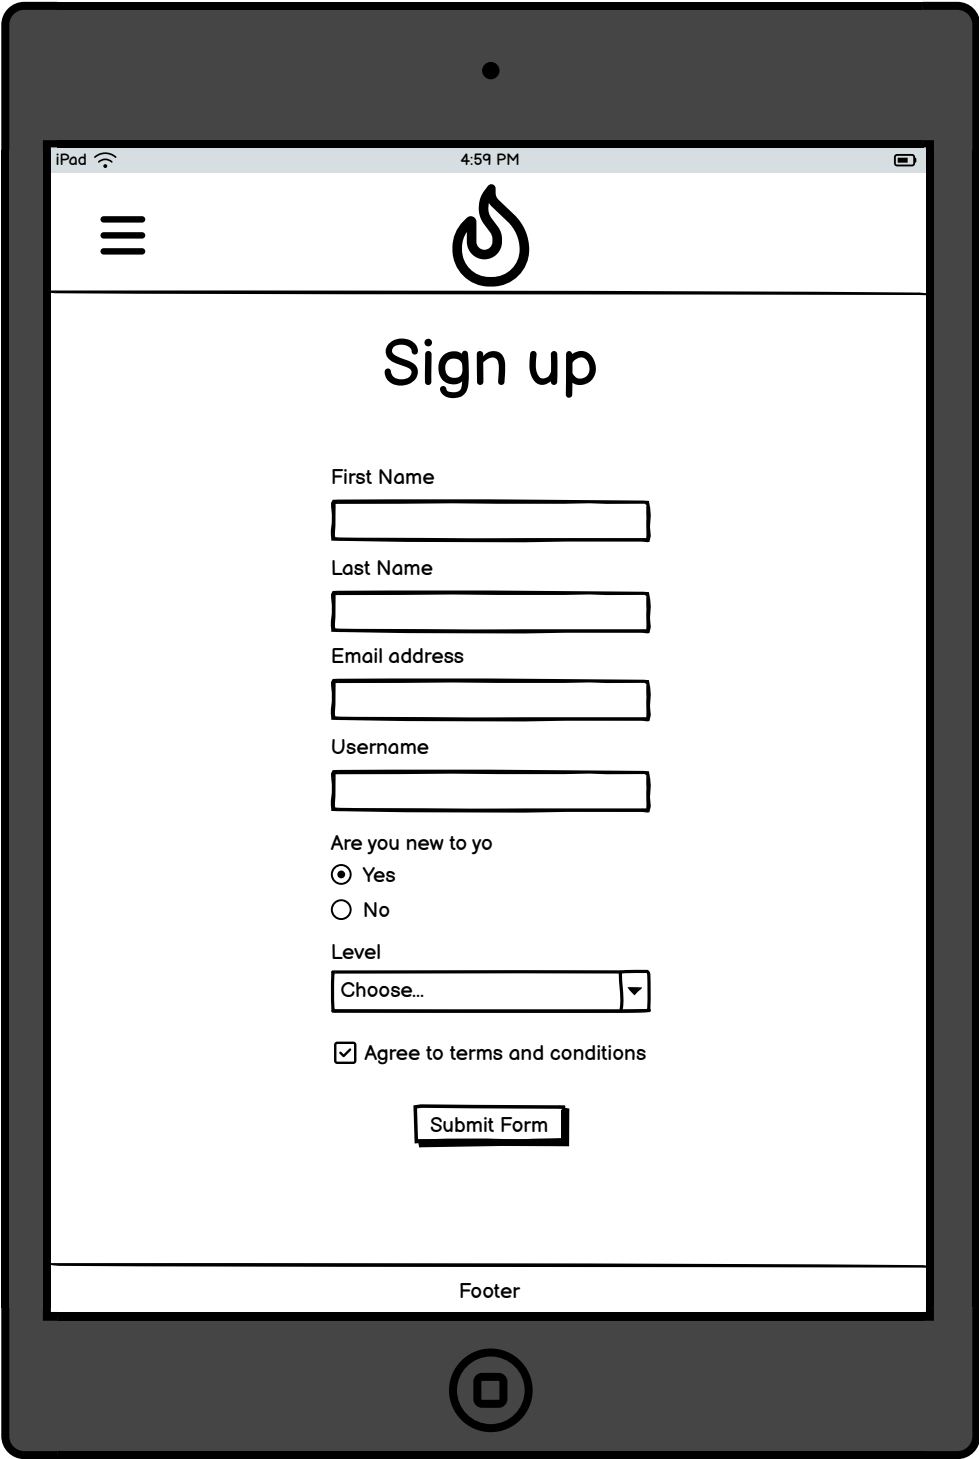 iPad 4:59 PM
Sign up
First Name
Last Name
Email address
Username
Are you new to yo
Yes
No
Level
Choose...
Agree to terms and conditions
Submit Form
Footer